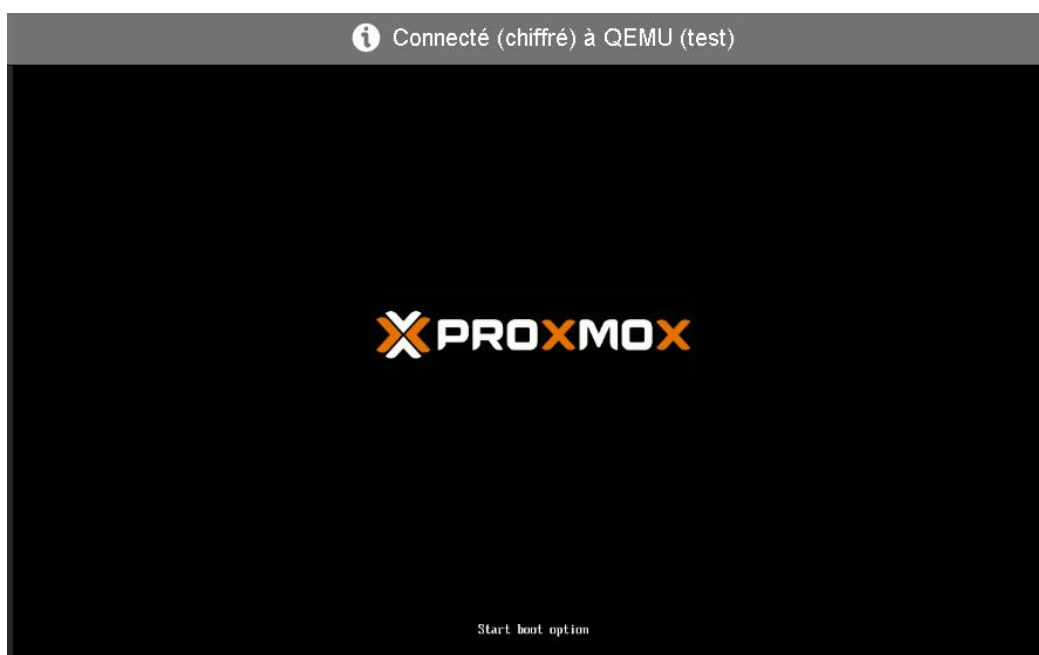 Connecté (chiffré) à QEMU (test)
PROXMOX
Start boot option